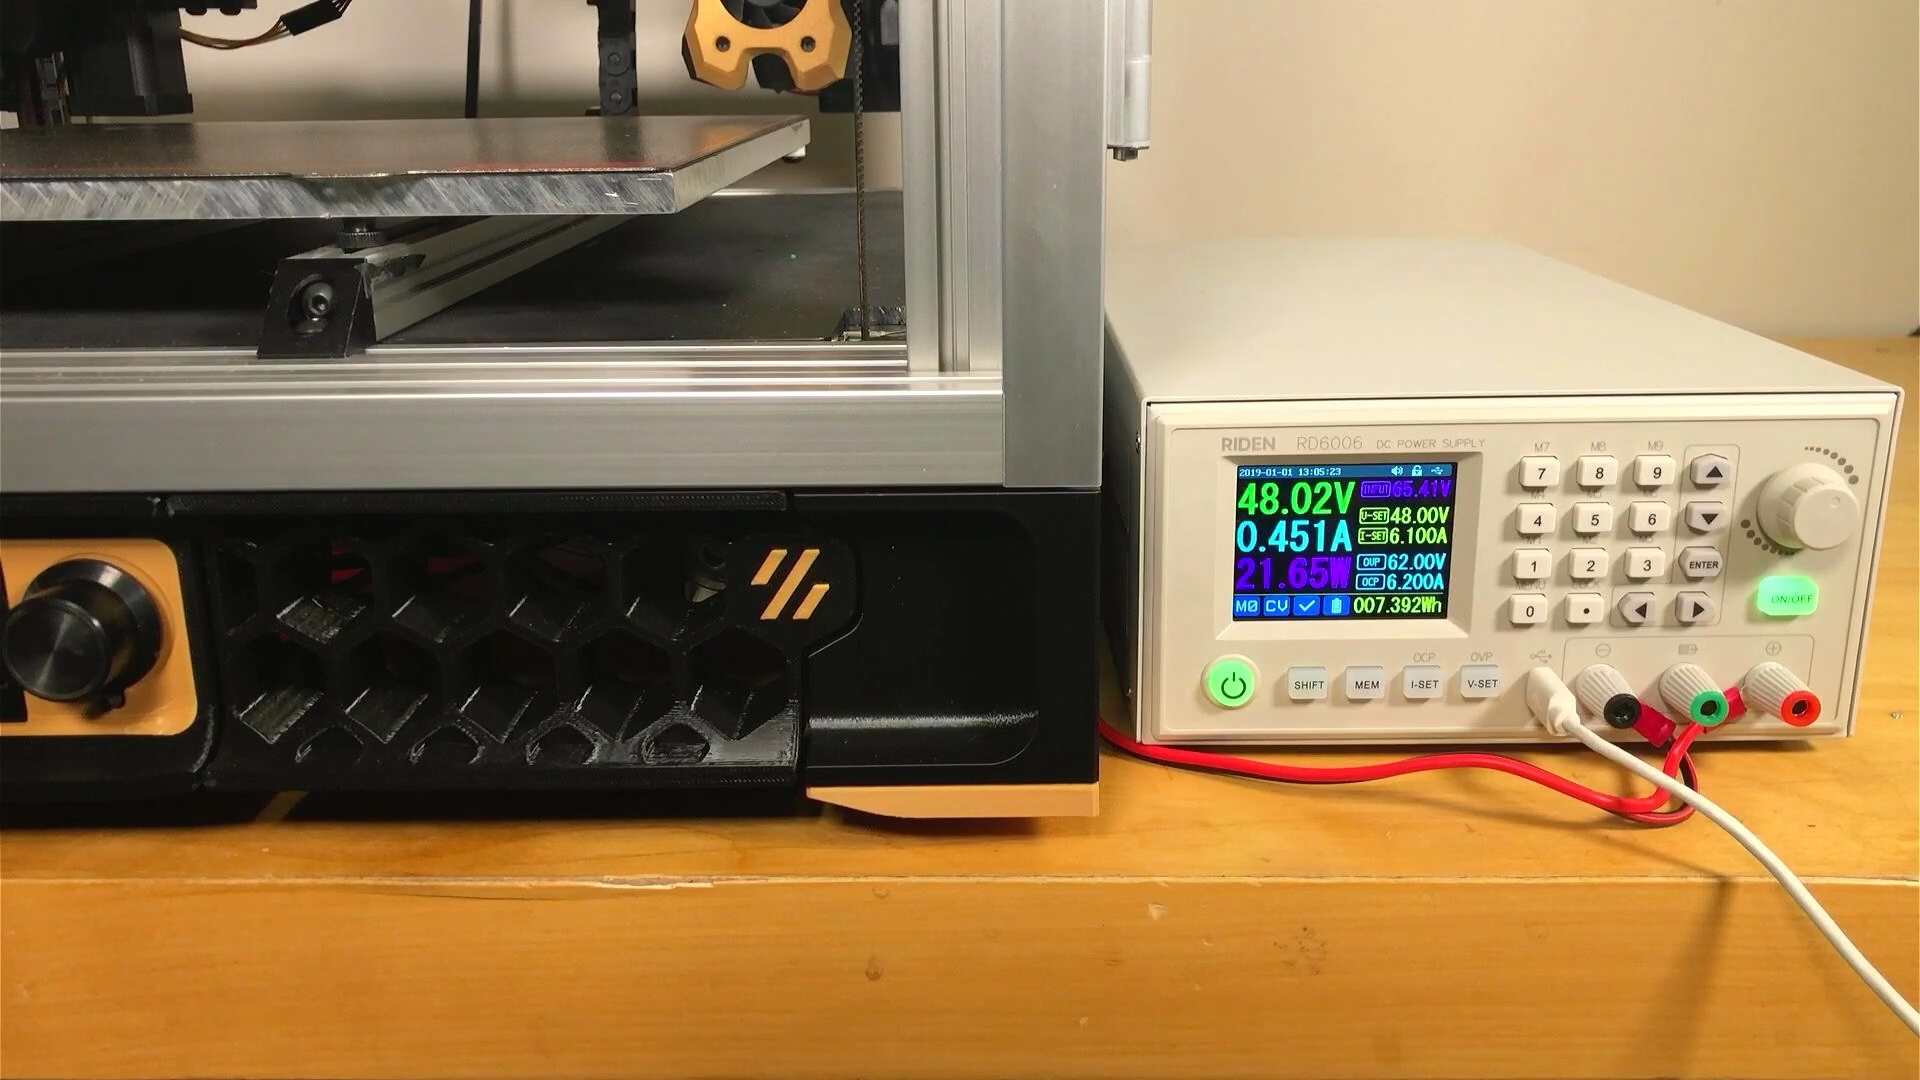 RIDEN RD6006 DC POWER SUPPLY
2019-01-01 13:05:23
48.02V INPUT 65.41V
V-SET 48.00V
0.451A I-SET 6.100A
21.65W OVP 62.00V
OCP 6.200A
M0 CV 007.392Wh
M7 M8 M9
7 8 9
4 5 6
1 2 3 ENTER
0 .
ON/OFF
OCP OVP
SHIFT MEM I-SET V-SET